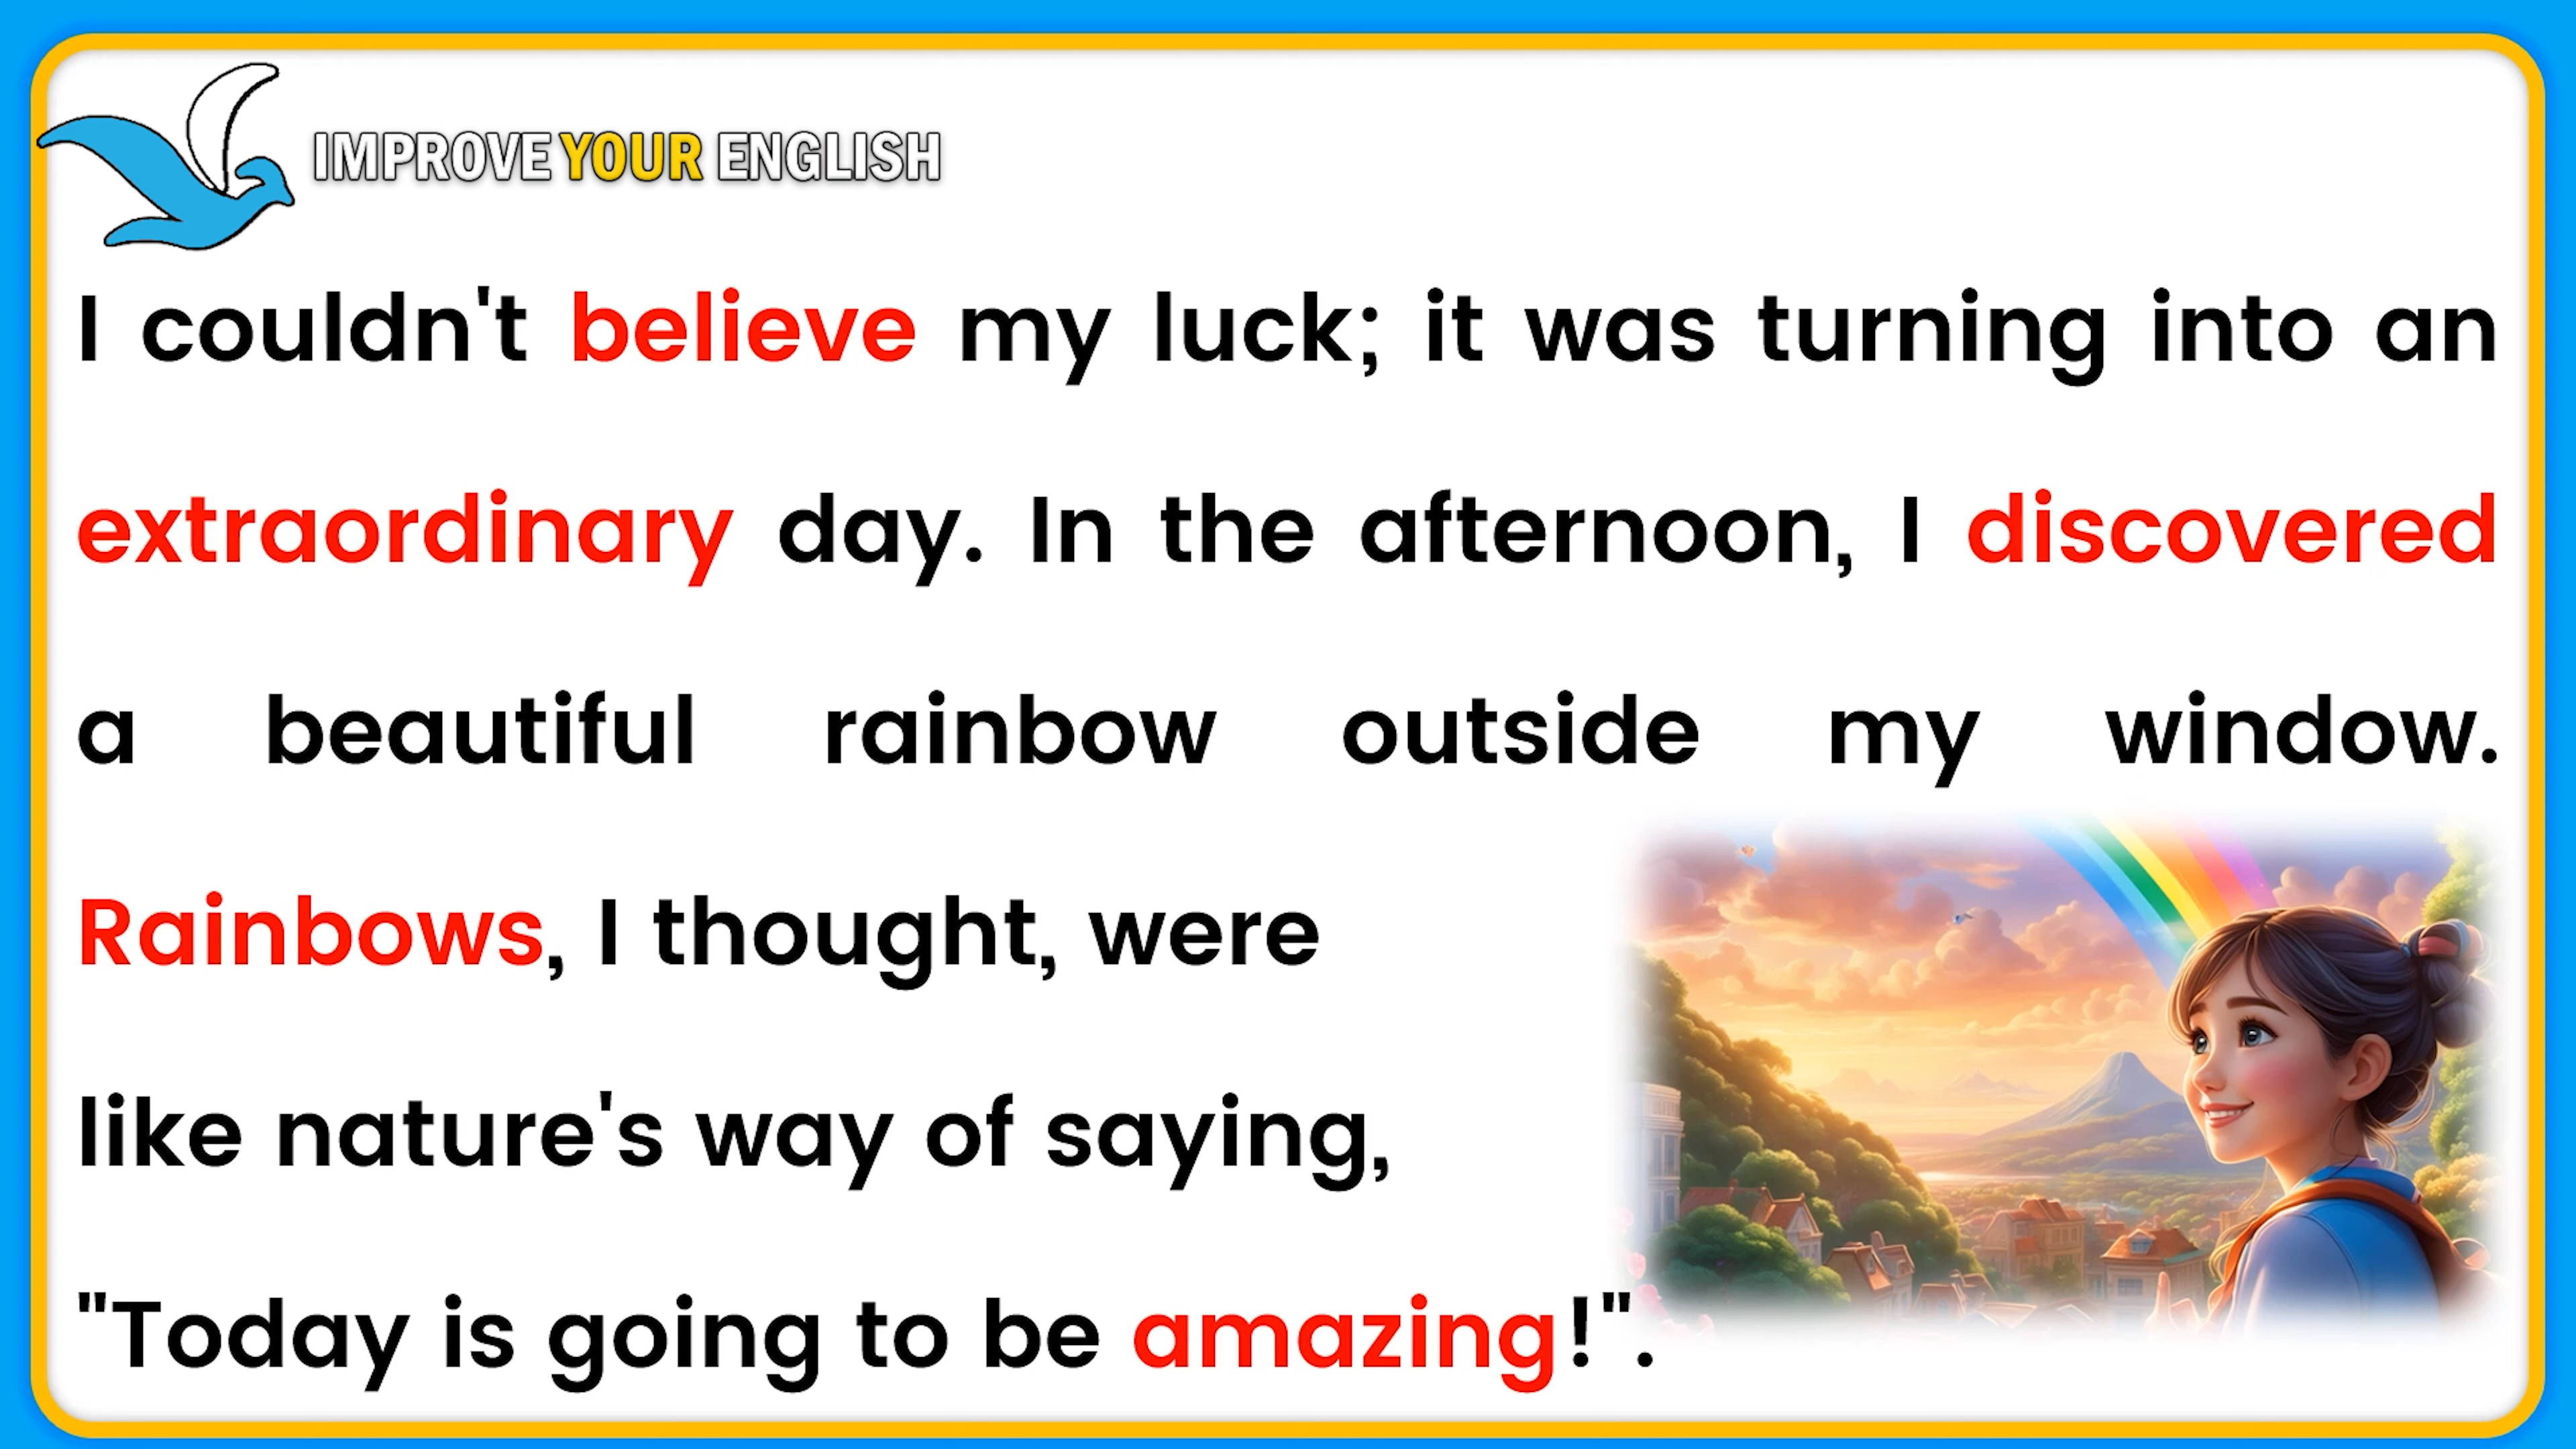 IMPROVE YOUR ENGLISH
I couldn't believe my luck; it was turning into an
extraordinary day. In the afternoon, I discovered
a beautiful rainbow outside my window.
Rainbows, I thought, were
like nature's way of saying,
"Today is going to be amazing!".